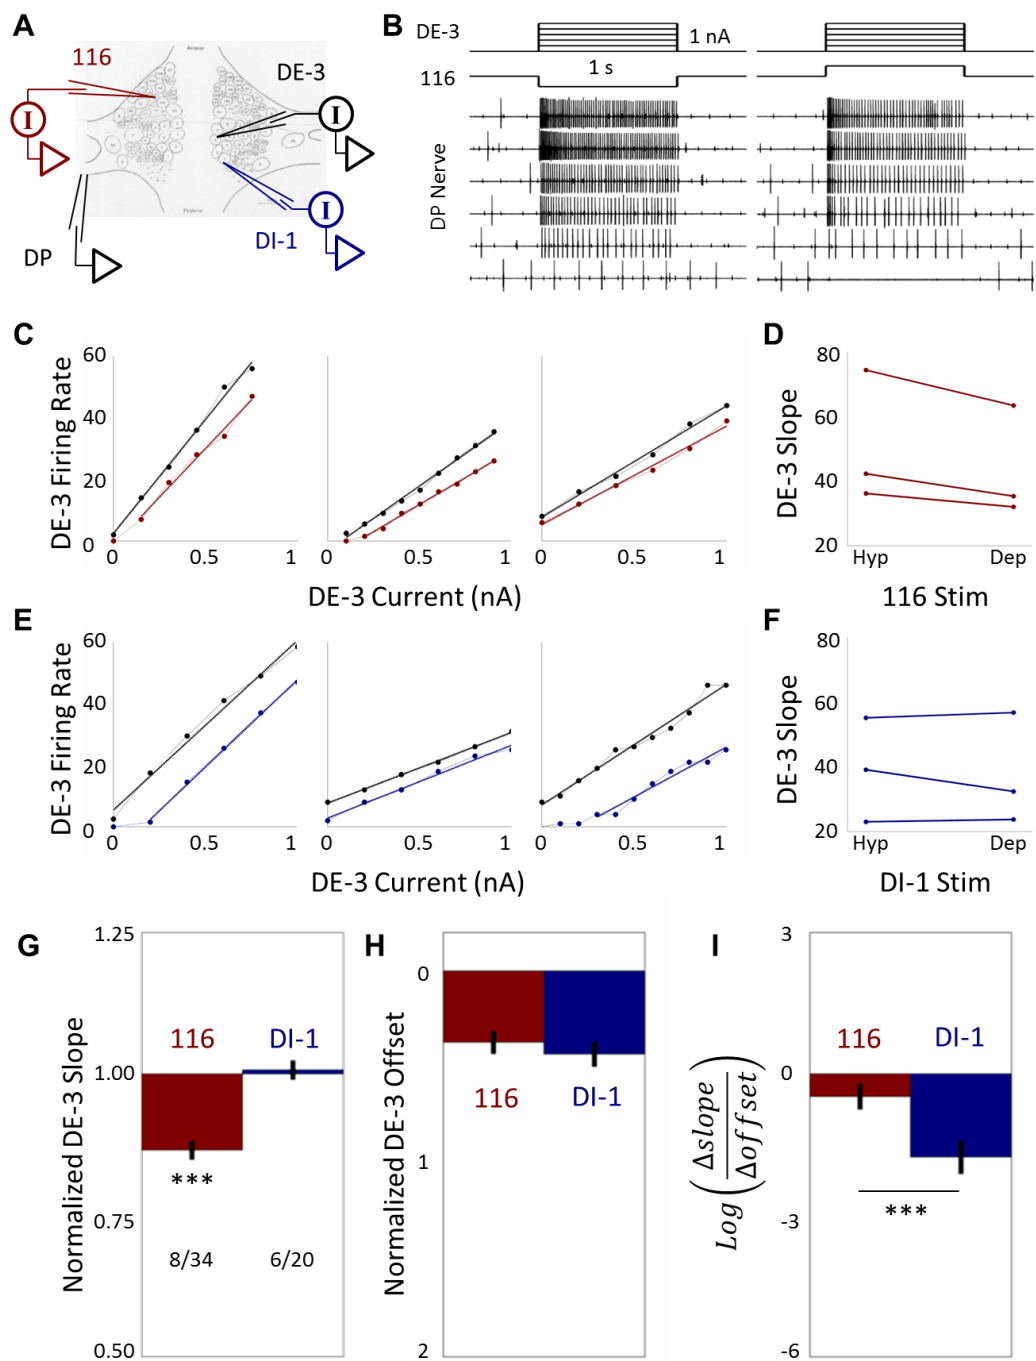 A
116
DE-3
I
I
I
DI-1
DP
B
DE-3
1 nA
116
1 s
DP Nerve
C
DE-3 Firing Rate
60
40
20
0
0
0.5
1
0
0.5
1
0
0.5
1
DE-3 Current (nA)
D
DE-3 Slope
80
60
40
20
Hyp
Dep
116 Stim
E
DE-3 Firing Rate
60
40
20
0
0
0.5
1
0
0.5
1
0
0.5
1
DE-3 Current (nA)
F
DE-3 Slope
80
60
40
20
Hyp
Dep
DI-1 Stim
G
Normalized DE-3 Slope
1.25
1.00
0.75
0.50
116
DI-1
***
8/34
6/20
H
Normalized DE-3 Offset
0
1
2
116
DI-1
I
Log (Δslope / Δoffset)
3
0
-3
-6
116
DI-1
***